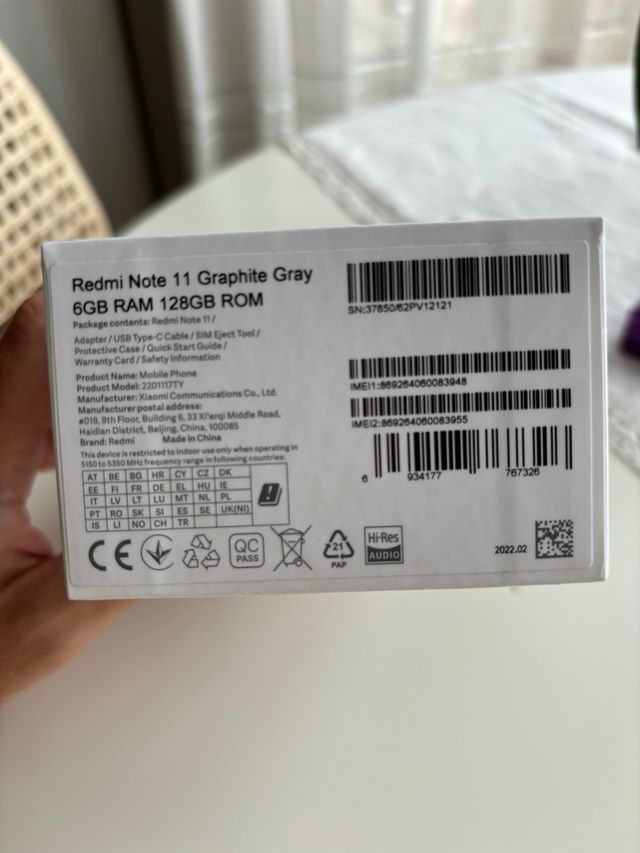 Redmi Note 11 Graphite Gray
6GB RAM 128GB ROM
Package contents: Redmi Note 11 /
Adapter / USB Type-C Cable / SIM Eject Tool /
Protective Case / Quick Start Guide /
Warranty Card / Safety Information
Product Name: Mobile Phone
Product Model: 2201117TY
Manufacturer: Xiaomi Communications Co., Ltd.
Manufacturer postal address:
#019, 9th Floor, Building 6, 33 Xi'erqi Middle Road,
Haidian District, Beijing, China, 100085
Brand: Redmi Made in China
This device is restricted to indoor use only when operating in
5150 to 5350 MHz frequency range in following countries:
AT BE BG HR CY CZ DK
EE FI FR DE EL HU IE
IT LV LT LU MT NL PL
PT RO SK SI ES SE UK(NI)
IS LI NO CH TR
CE
QC
PASS
21
PAP
Hi-Res
AUDIO
SN:37650/62PV12121
IMEI1:869264060083948
IMEI2:869264060083955
6 934177 767326
2022.02